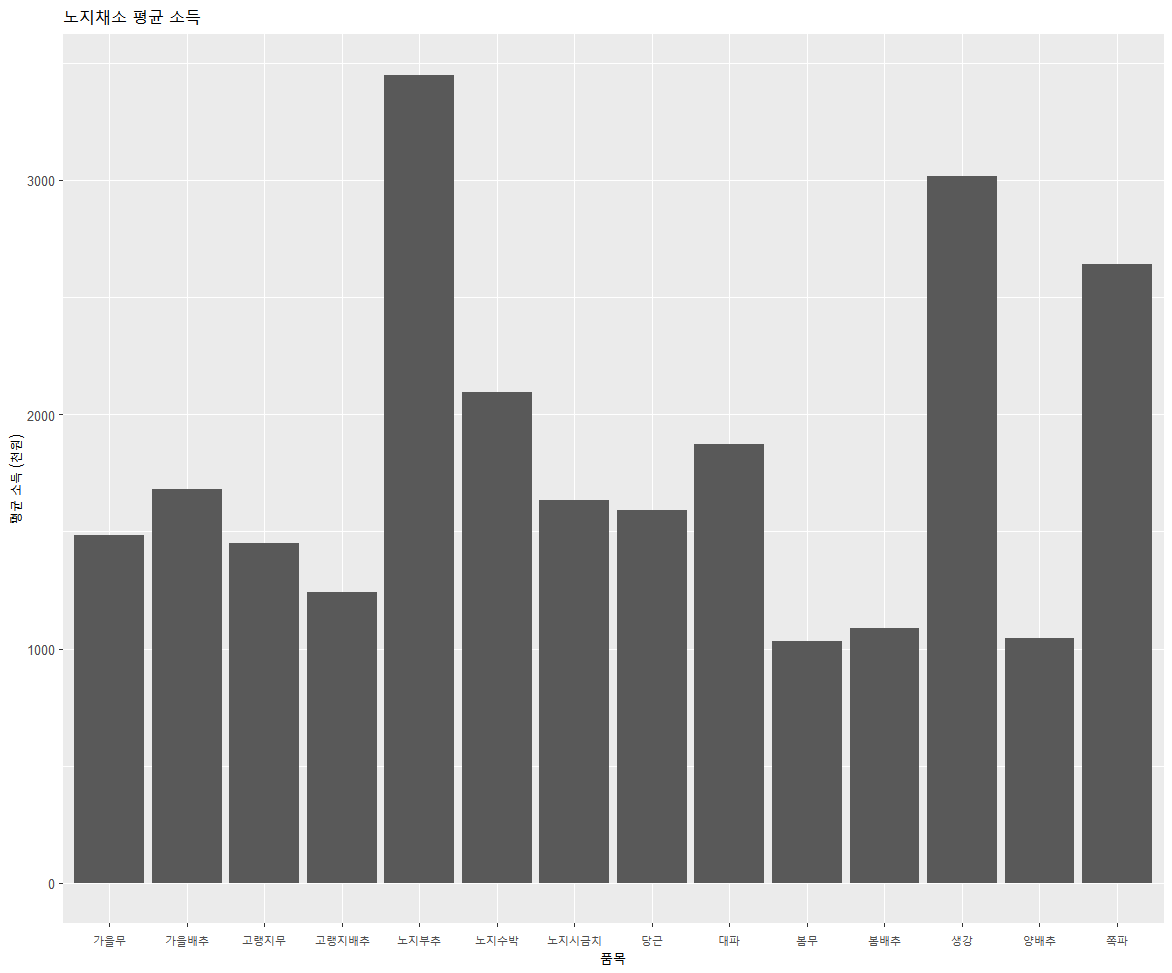 노지채소 평균 소득
평균 소득 (천원)
3000
2000
1000
0
가을무 가을배추 고랭지무 고랭지배추 노지부추 노지수박 노지시금치 당근 대파 봄무 봄배추 생강 양배추 쪽파
품목